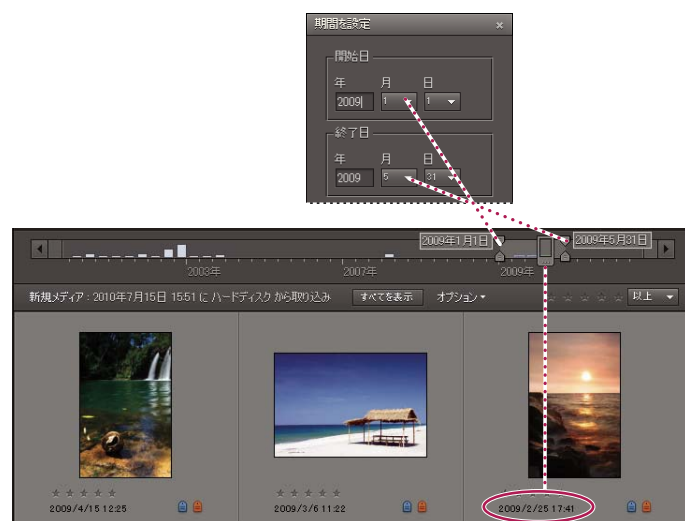 期間を設定 ×
開始日
年 月 日
2009 1 1
終了日
年 月 日
2009 5 31
2009年1月1日 2009年5月31日
2003年 2007年 2009年
新規メディア : 2010年7月15日 15:51 に ハードディスク から取り込み すべてを表示 オプション 以上
2009/4/15 12:25 2009/3/6 11:22 2009/2/25 17:41